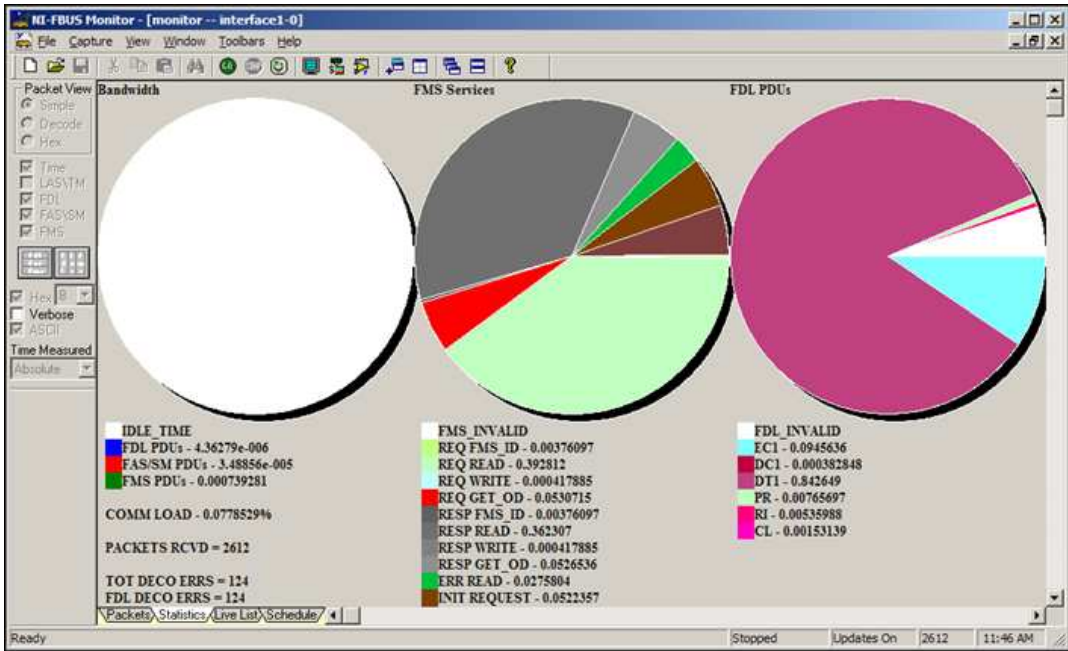 NI-FBUS Monitor - [monitor -- interface1-0]
File Capture View Window Toolbars Help
Packet View
Simple
Decode
Hex
Time
LAS\TM
FDL
FAS\SM
FMS
Hex 8
Verbose
ASCII
Time Measured
Absolute
Bandwidth
IDLE_TIME
FDL PDUs - 4.36279e-006
FAS/SM PDUs - 3.48856e-005
FMS PDUs - 0.000739281
COMM LOAD - 0.0778529%
PACKETS RCVD = 2612
TOT DECO ERRS = 124
FDL DECO ERRS = 124
FMS Services
FMS_INVALID
REQ FMS_ID - 0.00376097
REQ READ - 0.392812
REQ WRITE - 0.000417885
REQ GET_OD - 0.0530715
RESP FMS_ID - 0.00376097
RESP READ - 0.362307
RESP WRITE - 0.000417885
RESP GET_OD - 0.0526536
ERR READ - 0.0275804
INIT REQUEST - 0.0522357
FDL PDUs
FDL_INVALID
EC1 - 0.0945636
DC1 - 0.000382848
DT1 - 0.842649
PR - 0.00765697
RI - 0.00535988
CL - 0.00153139
Packets Statistics Live List Schedule
Ready Stopped Updates On 2612 11:46 AM